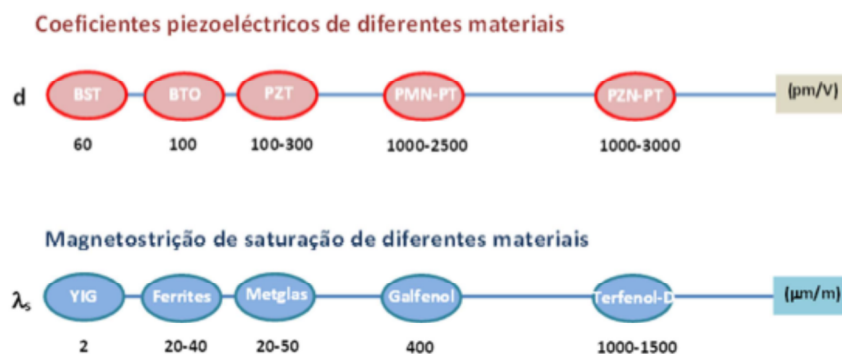 Coeficientes piezoeléctricos de diferentes materiais
d BST BTO PZT PMN-PT PZN-PT (pm/V)
60 100 100-300 1000-2500 1000-3000
Magnetostrição de saturação de diferentes materiais
λs YIG Ferrites Metglas Galfenol Terfenol-D (μm/m)
2 20-40 20-50 400 1000-1500